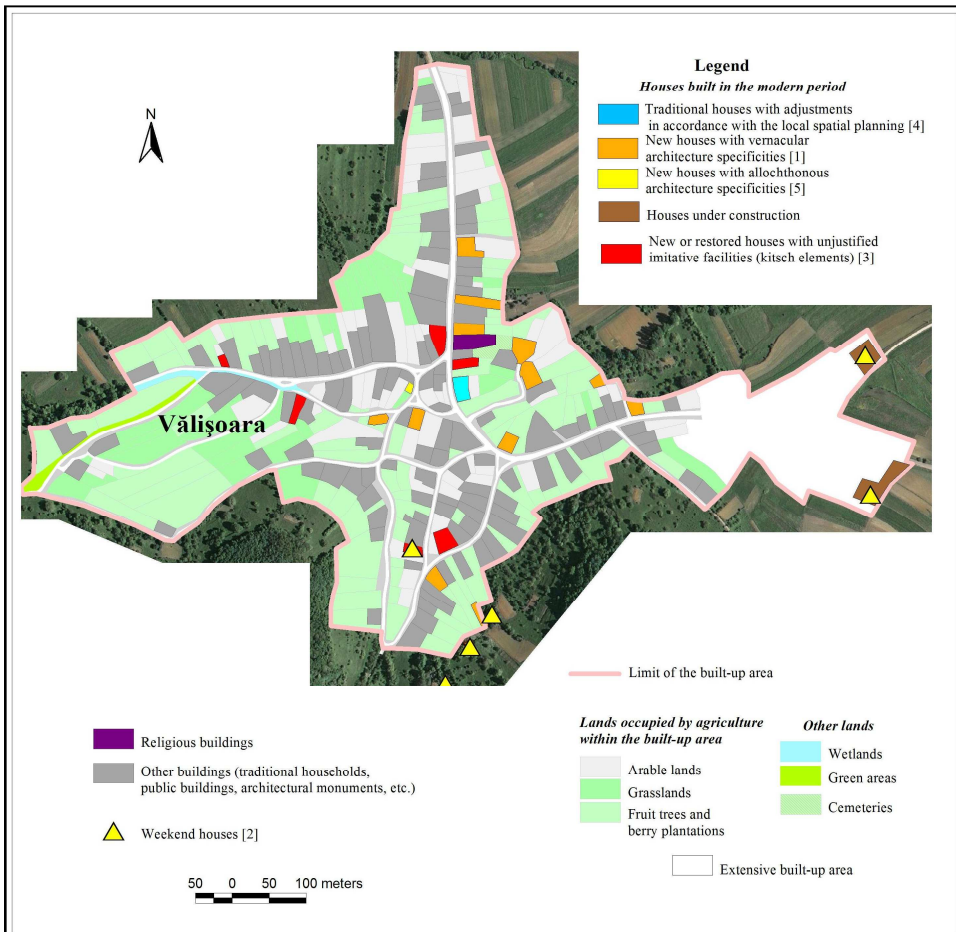 Legend
Houses built in the modern period
Traditional houses with adjustments
in accordance with the local spatial planning [4]
New houses with vernacular
architecture specificities [1]
New houses with allochthonous
architecture specificities [5]
Houses under construction
New or restored houses with unjustified
imitative facilities (kitsch elements) [3]
N
Vălişoara
Limit of the built-up area
Religious buildings
Other buildings (traditional households,
public buildings, architectural monuments, etc.)
Weekend houses [2]
50 0 50 100 meters
Lands occupied by agriculture
within the built-up area
Arable lands
Grasslands
Fruit trees and
berry plantations
Other lands
Wetlands
Green areas
Cemeteries
Extensive built-up area